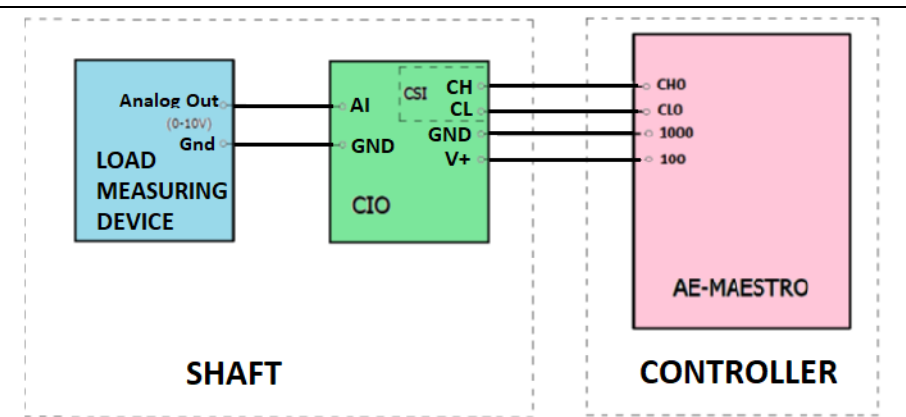 Analog Out
(0-10V)
Gnd
LOAD
MEASURING
DEVICE
AI
GND
CIO
CSI
CH
CL
GND
V+
CH0
CL0
1000
100
AE-MAESTRO
SHAFT
CONTROLLER